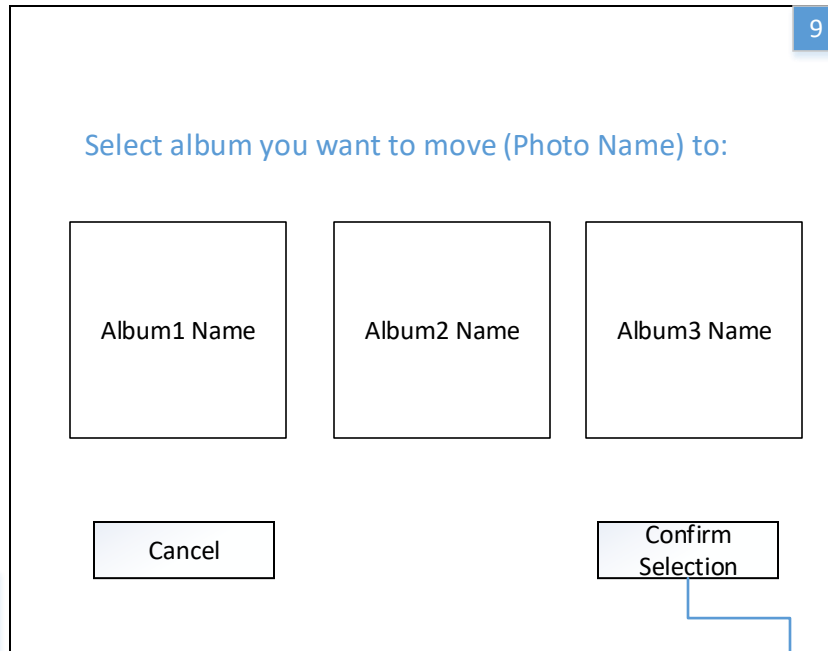 9
Select album you want to move (Photo Name) to:
Album1 Name
Album2 Name
Album3 Name
Cancel
Confirm
Selection